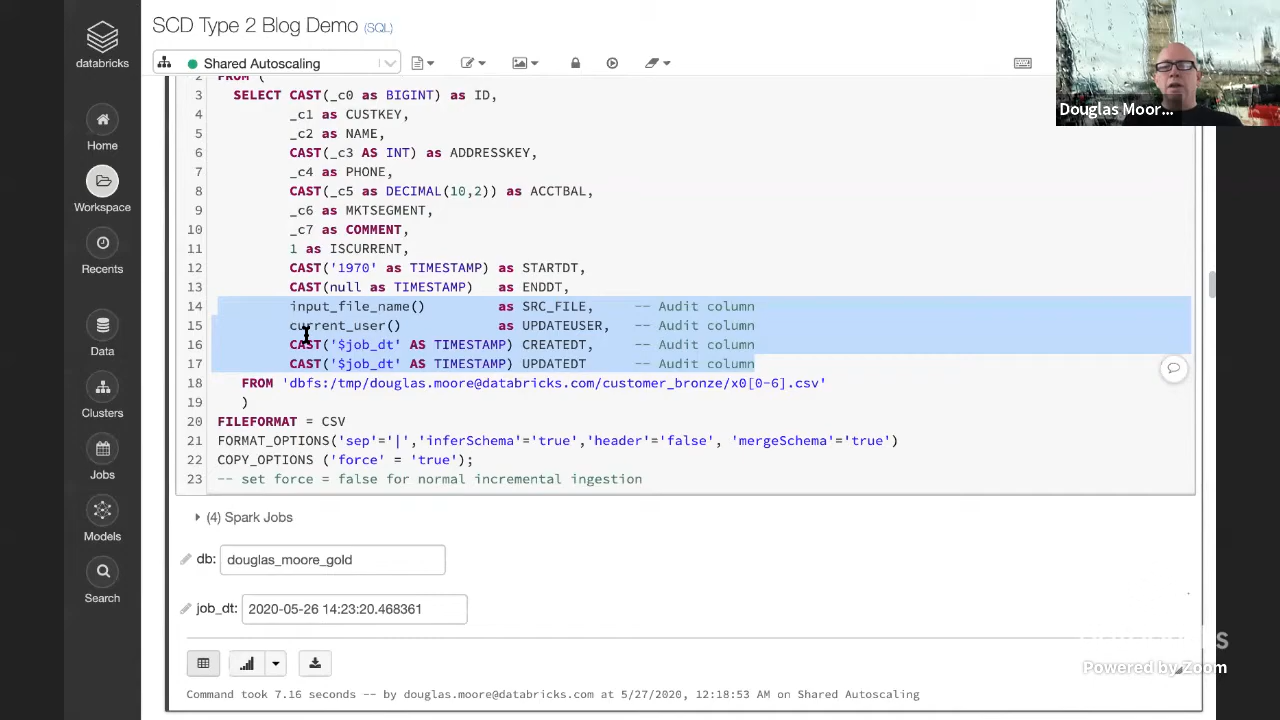 SCD Type 2 Blog Demo (SQL)
databricks
Shared Autoscaling
Douglas Moor...
Home
Workspace
Recents
Data
Clusters
Jobs
Models
Search
2 FROM (
3 SELECT CAST(_c0 as BIGINT) as ID,
4 _c1 as CUSTKEY,
5 _c2 as NAME,
6 CAST(_c3 AS INT) as ADDRESSKEY,
7 _c4 as PHONE,
8 CAST(_c5 as DECIMAL(10,2)) as ACCTBAL,
9 _c6 as MKTSEGMENT,
10 _c7 as COMMENT,
11 1 as ISCURRENT,
12 CAST('1970' as TIMESTAMP) as STARTDT,
13 CAST(null as TIMESTAMP) as ENDDT,
14 input_file_name() as SRC_FILE, -- Audit column
15 current_user() as UPDATEUSER, -- Audit column
16 CAST('$job_dt' AS TIMESTAMP) CREATEDT, -- Audit column
17 CAST('$job_dt' AS TIMESTAMP) UPDATEDT -- Audit column
18 FROM 'dbfs:/tmp/douglas.moore@databricks.com/customer_bronze/x0[0-6].csv'
19 )
20 FILEFORMAT = CSV
21 FORMAT_OPTIONS('sep'='|','inferSchema'='true','header'='false', 'mergeSchema'='true')
22 COPY_OPTIONS ('force' = 'true');
23 -- set force = false for normal incremental ingestion
(4) Spark Jobs
db: douglas_moore_gold
job_dt: 2020-05-26 14:23:20.468361
Powered by Zoom
Command took 7.16 seconds -- by douglas.moore@databricks.com at 5/27/2020, 12:18:53 AM on Shared Autoscaling